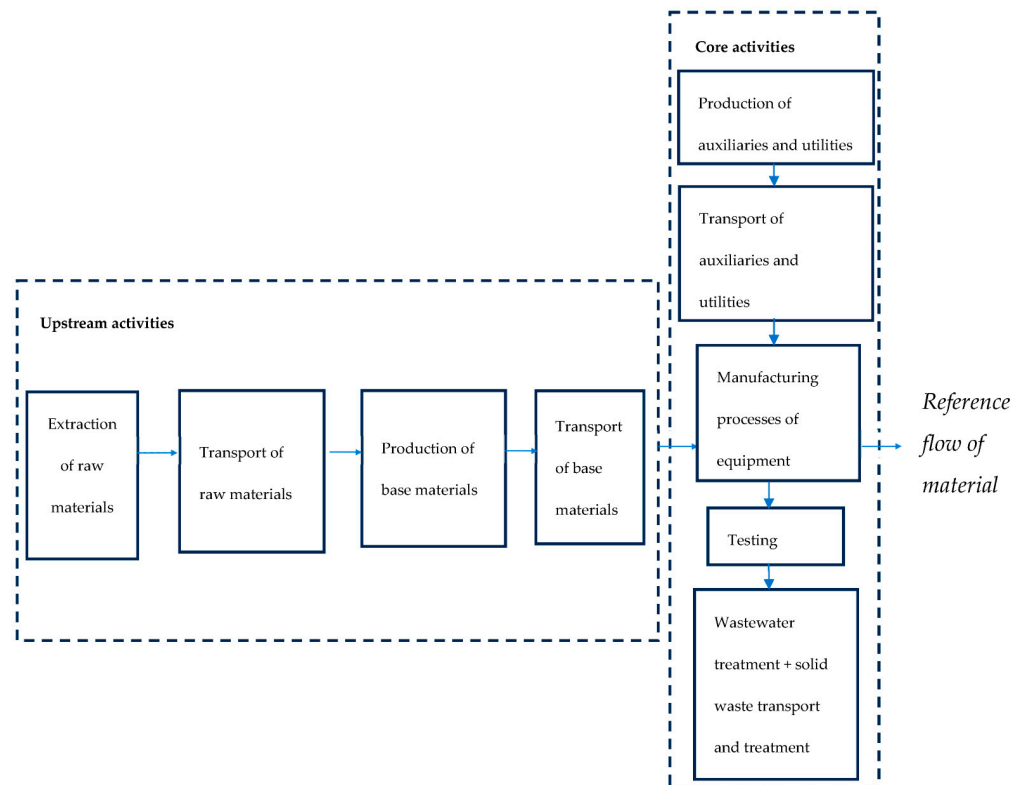 Core activities
Production of
auxiliaries and utilities
Transport of
auxiliaries and
utilities
Upstream activities
Extraction
of raw
materials
Transport of
raw materials
Production of
base materials
Transport
of base
materials
Manufacturing
processes of
equipment
Reference
flow of
material
Testing
Wastewater
treatment + solid
waste transport
and treatment